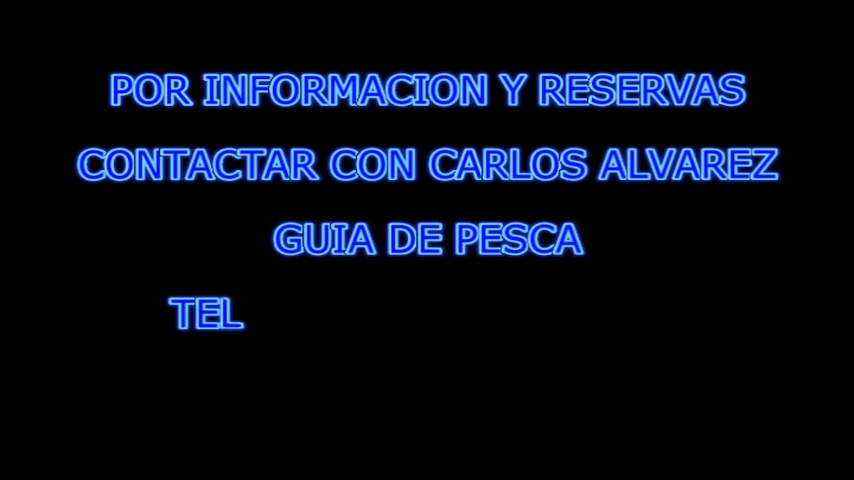 POR INFORMACION Y RESERVAS
CONTACTAR CON CARLOS ALVAREZ
GUIA DE PESCA
TEL